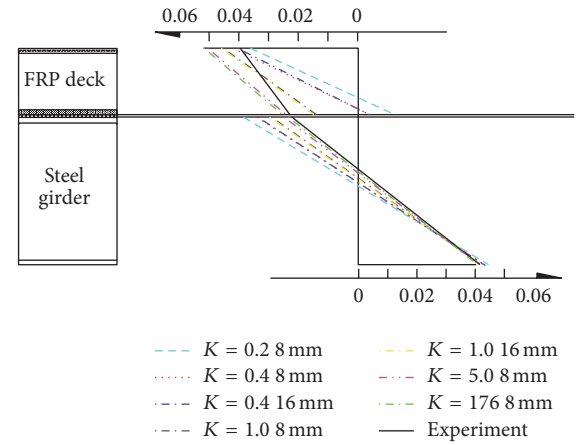 0.06 0.04 0.02 0
FRP deck
Steel
girder
0 0.02 0.04 0.06
K = 0.2 8 mm
K = 0.4 8 mm
K = 0.4 16 mm
K = 1.0 8 mm
K = 1.0 16 mm
K = 5.0 8 mm
K = 176 8 mm
Experiment